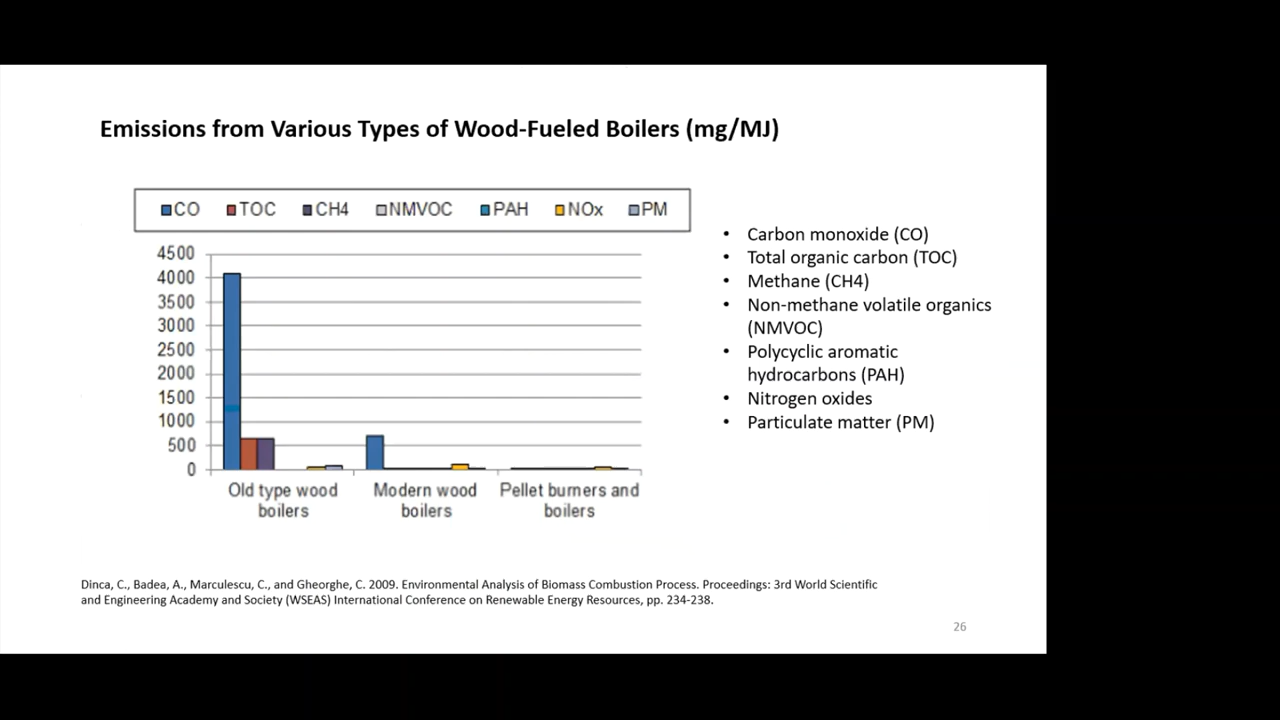 Emissions from Various Types of Wood-Fueled Boilers (mg/MJ)
CO TOC CH4 NMVOC PAH NOx PM
4500
4000
3500
3000
2500
2000
1500
1000
500
0
Old type wood
boilers
Modern wood
boilers
Pellet burners and
boilers
• Carbon monoxide (CO)
• Total organic carbon (TOC)
• Methane (CH4)
• Non-methane volatile organics
(NMVOC)
• Polycyclic aromatic
hydrocarbons (PAH)
• Nitrogen oxides
• Particulate matter (PM)
Dinca, C., Badea, A., Marculescu, C., and Gheorghe, C. 2009. Environmental Analysis of Biomass Combustion Process. Proceedings: 3rd World Scientific
and Engineering Academy and Society (WSEAS) International Conference on Renewable Energy Resources, pp. 234-238.
26